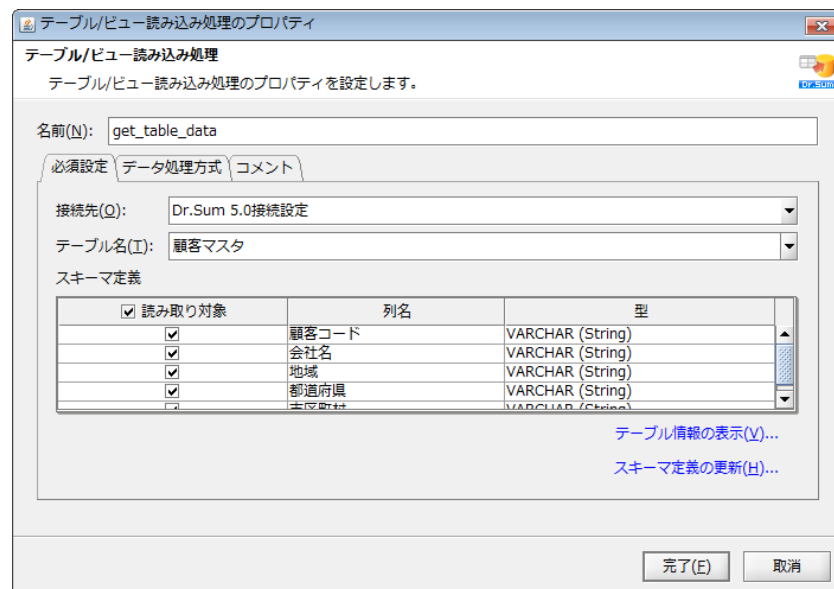 テーブル/ビュー読み込み処理のプロパティ
テーブル/ビュー読み込み処理
テーブル/ビュー読み込み処理のプロパティを設定します。
Dr.Sum
名前(N): get_table_data
必須設定 データ処理方式 コメント
接続先(O): Dr.Sum 5.0接続設定
テーブル名(T): 顧客マスタ
スキーマ定義
読み取り対象 列名 型
顧客コード VARCHAR (String)
会社名 VARCHAR (String)
地域 VARCHAR (String)
都道府県 VARCHAR (String)
市区町村 VARCHAR (String)
テーブル情報の表示(V)...
スキーマ定義の更新(H)...
完了(F) 取消